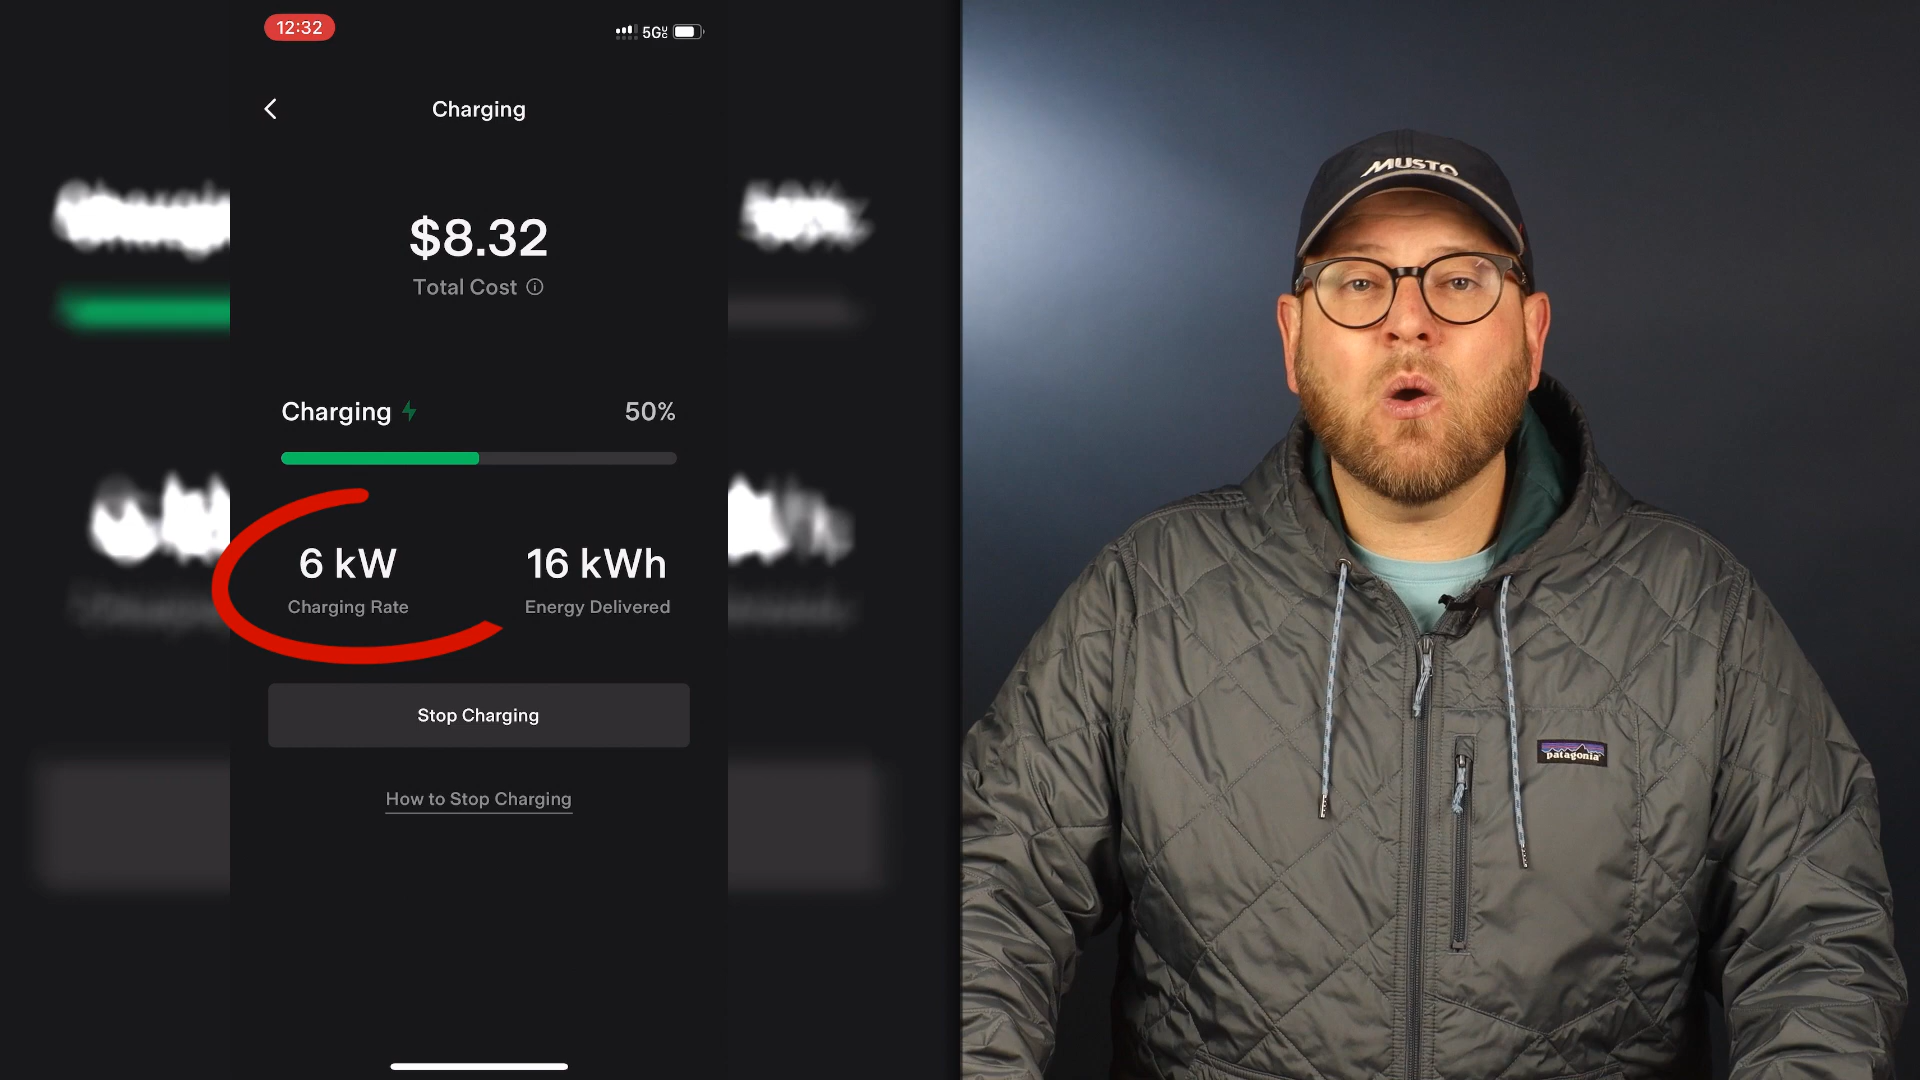 12:32
5G
Charging
$8.32
Total Cost
Charging
50%
6 kW
16 kWh
Charging Rate
Energy Delivered
Stop Charging
How to Stop Charging
MUSTO
patagonia